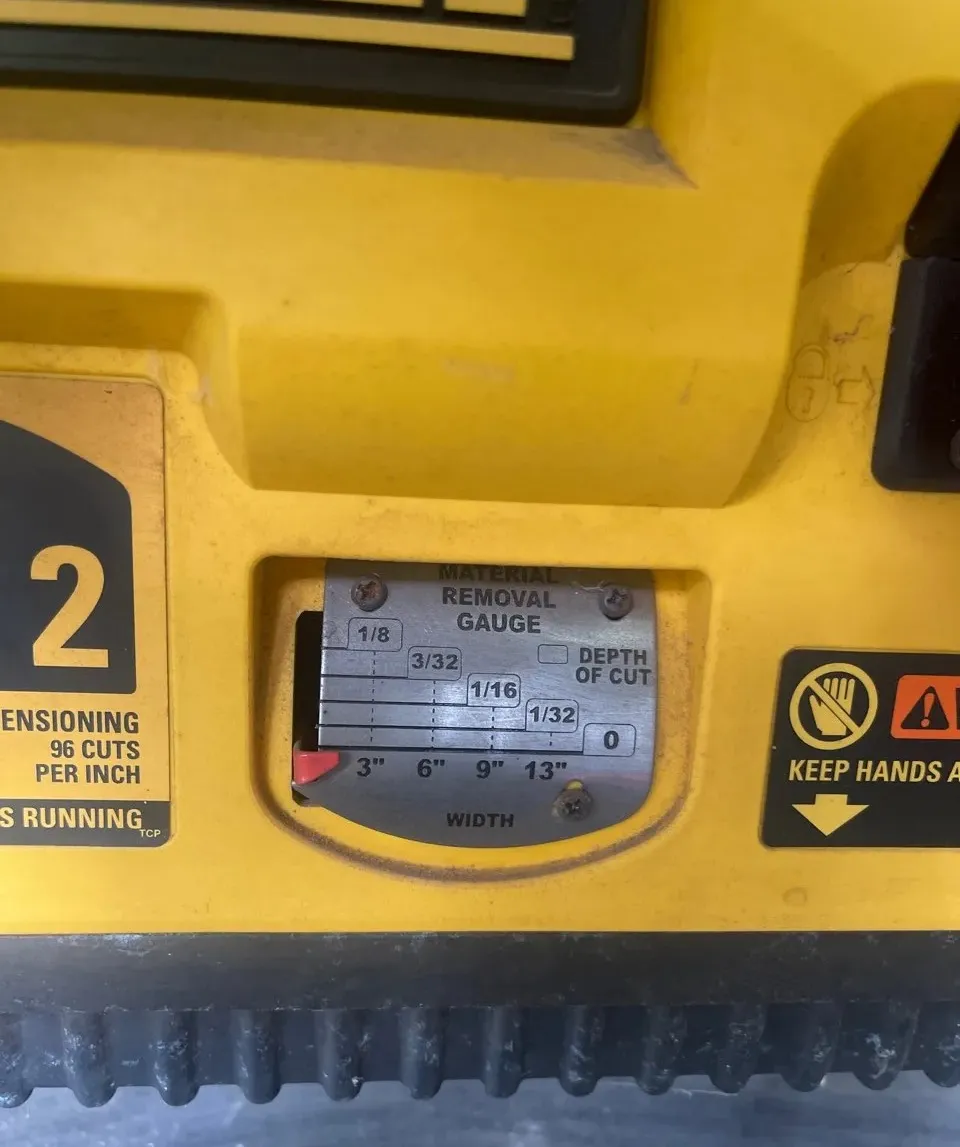 2
ENSIONING
96 CUTS
PER INCH
S RUNNING
TCP
MATERIAL
REMOVAL
GAUGE
1/8
3/32
1/16
1/32
0
DEPTH
OF CUT
3" 6" 9" 13"
WIDTH
KEEP HANDS A